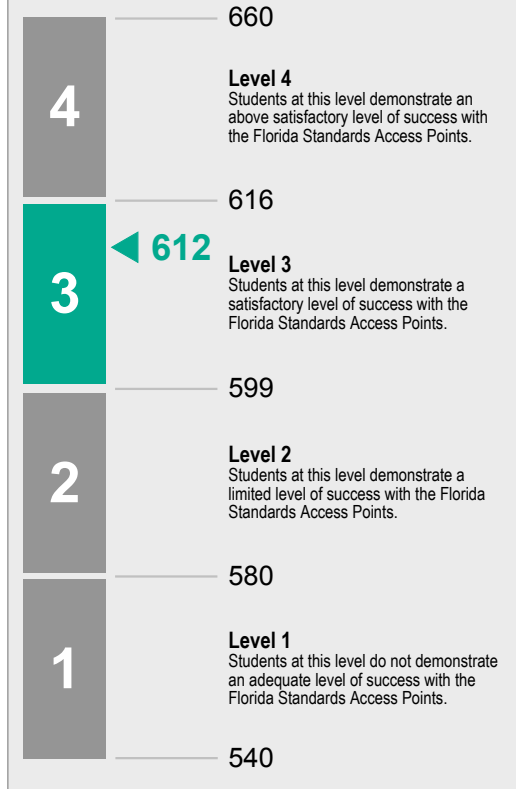 660
4
Level 4
Students at this level demonstrate an
above satisfactory level of success with
the Florida Standards Access Points.
616
612
3
Level 3
Students at this level demonstrate a
satisfactory level of success with the
Florida Standards Access Points.
599
2
Level 2
Students at this level demonstrate a
limited level of success with the Florida
Standards Access Points.
580
1
Level 1
Students at this level do not demonstrate
an adequate level of success with the
Florida Standards Access Points.
540